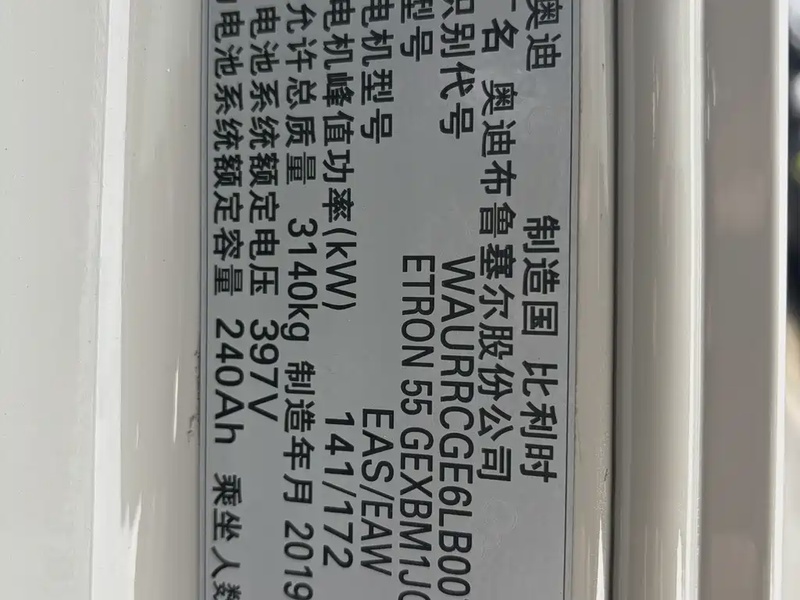 奥迪 制造国 比利时
厂名 奥迪布鲁塞尔股份公司
识别代号 WAURRCGE6LB00
型号 ETRON 55 GEXBM1J
电机型号 EAS/EAW
电机峰值功率(kW) 141/172
允许总质量 3140kg 制造年月 2019
电池系统额定电压 397V
电池系统额定容量 240Ah 乘坐人数